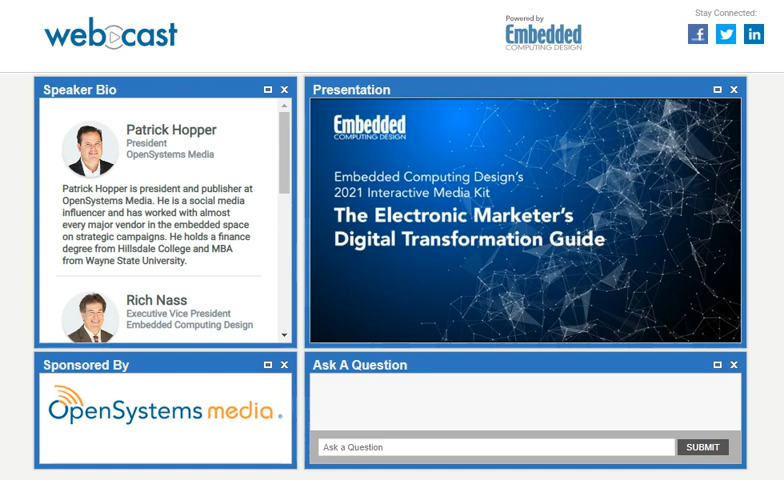 webcast
Powered by
Embedded
COMPUTING DESIGN
Stay Connected:
Speaker Bio
Patrick Hopper
President
OpenSystems Media
Patrick Hopper is president and publisher at
OpenSystems Media. He is a social media
influencer and has worked with almost
every major vendor in the embedded space
on strategic campaigns. He holds a finance
degree from Hillsdale College and MBA
from Wayne State University.
Rich Nass
Executive Vice President
Embedded Computing Design
Presentation
Embedded
COMPUTING DESIGN
Embedded Computing Design's
2021 Interactive Media Kit
The Electronic Marketer's
Digital Transformation Guide
Sponsored By
OpenSystems media®
Ask A Question
Ask a Question
SUBMIT